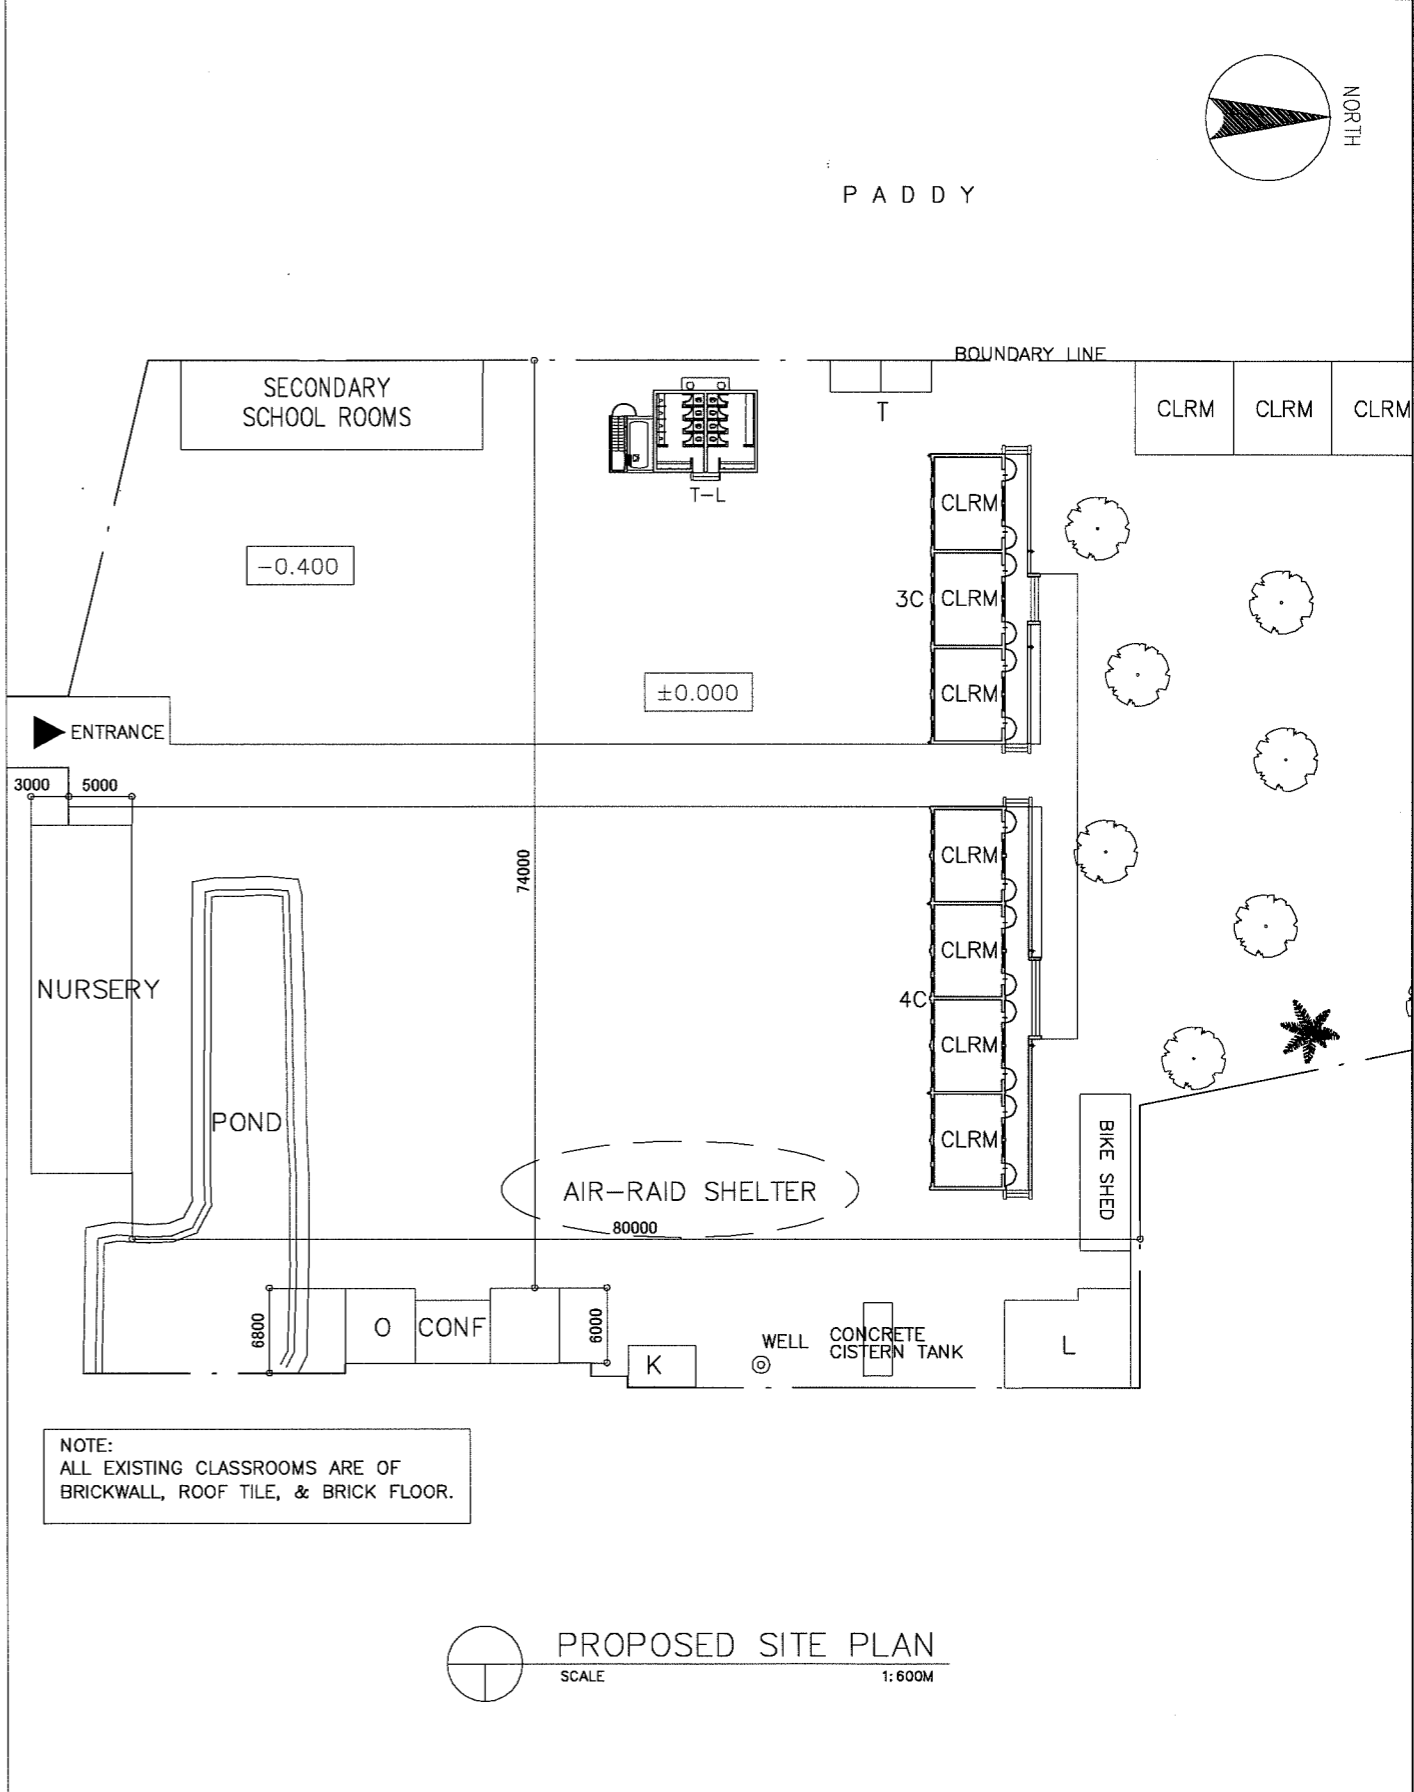 NORTH
PADDY
BOUNDARY LINE
SECONDARY
SCHOOL ROOMS
T
CLRM
CLRM
CLRM
T-L
CLRM
-0.400
3C
CLRM
±0.000
CLRM
ENTRANCE
3000
5000
74000
CLRM
CLRM
NURSERY
4C
CLRM
POND
CLRM
BIKE SHED
AIR-RAID SHELTER
80000
6800
O
CONF
6000
K
WELL
CONCRETE
CISTERN TANK
L
NOTE:
ALL EXISTING CLASSROOMS ARE OF
BRICKWALL, ROOF TILE, & BRICK FLOOR.
PROPOSED SITE PLAN
SCALE
1:600M